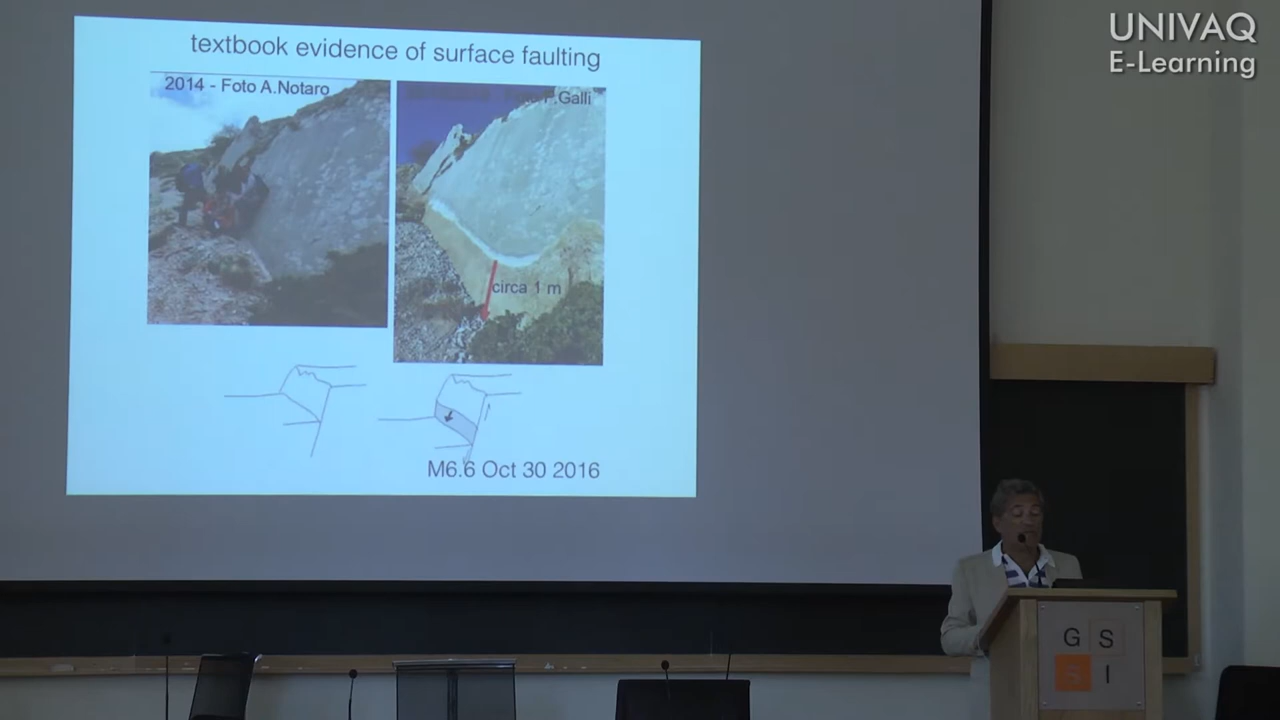 UNIVAQ
E-Learning
textbook evidence of surface faulting
2014 - Foto A.Notaro
P.Galli
circa 1 m
M6.6 Oct 30 2016
G S
I